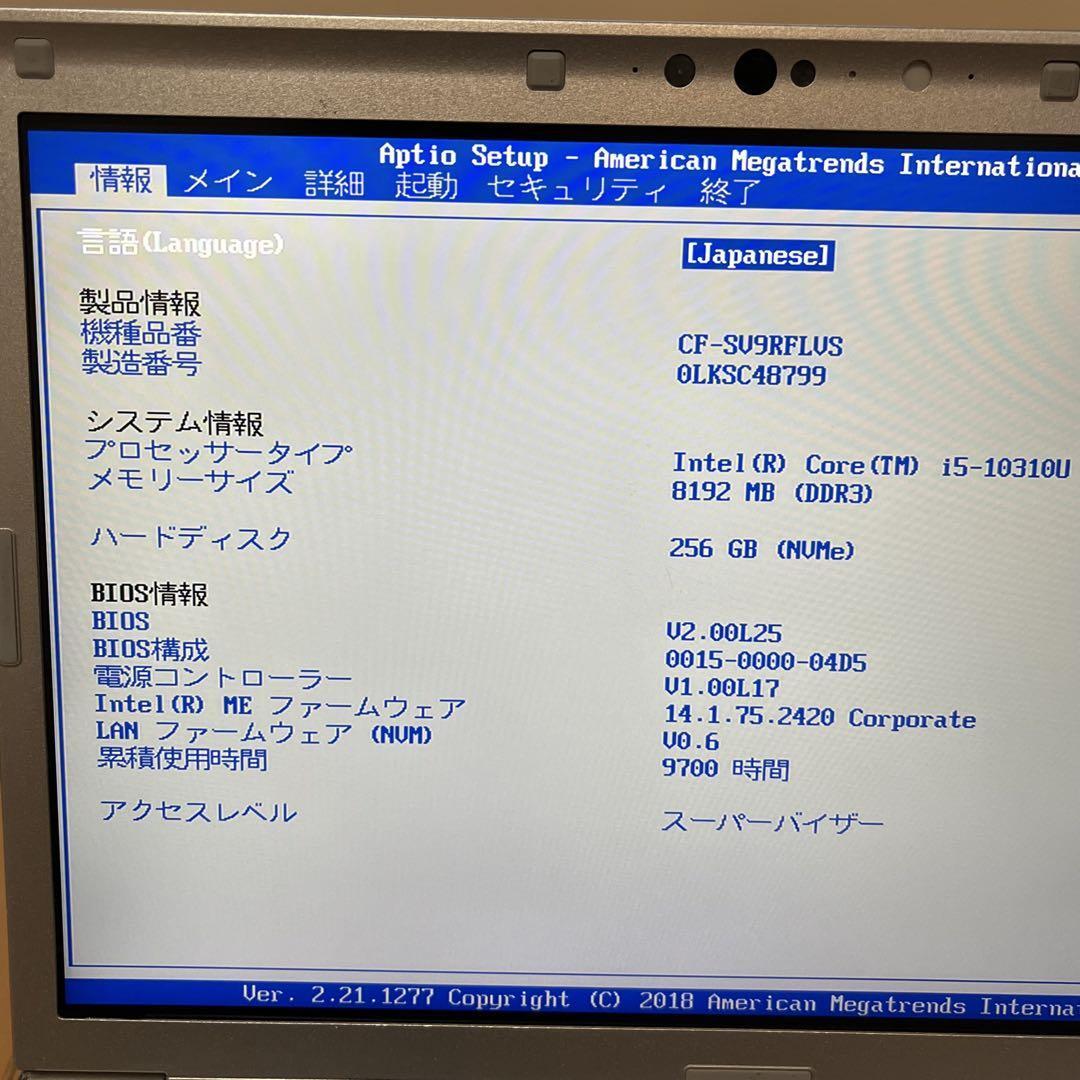 Aptio Setup - American Megatrends Internationa
情報 メイン 詳細 起動 セキュリティ 終了
言語(Language) [Japanese]
製品情報
機種品番 CF-SV9RFLVS
製造番号 0LKSC48799
システム情報
プロセッサータイプ Intel(R) Core(TM) i5-10310U
メモリーサイズ 8192 MB (DDR3)
ハードディスク 256 GB (NVMe)
BIOS情報
BIOS V2.00L25
BIOS構成 0015-0000-04D5
電源コントローラー V1.00L17
Intel(R) ME ファームウェア 14.1.75.2420 Corporate
LAN ファームウェア (NVM) V0.6
累積使用時間 9700 時間
アクセスレベル スーパーバイザー
Ver. 2.21.1277 Copyright (C) 2018 American Megatrends Interna